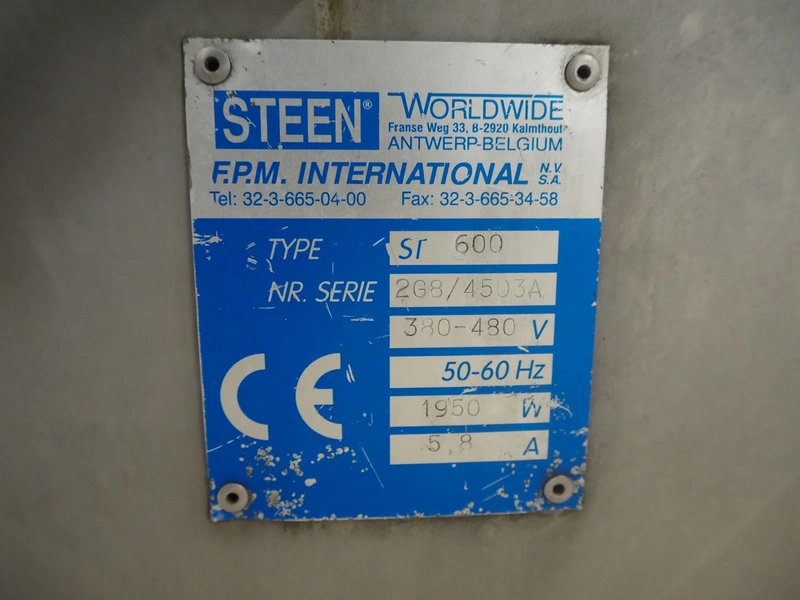 STEEN® WORLDWIDE
Franse Weg 33, B-2920 Kalmthout
ANTWERP-BELGIUM
F.P.M. INTERNATIONAL N.V. S.A.
Tel: 32-3-665-04-00 Fax: 32-3-665-34-58
TYPE ST 600
NR. SERIE 2G8/4503A
380-480 V
50-60 Hz
CE 1950 W
5,8 A